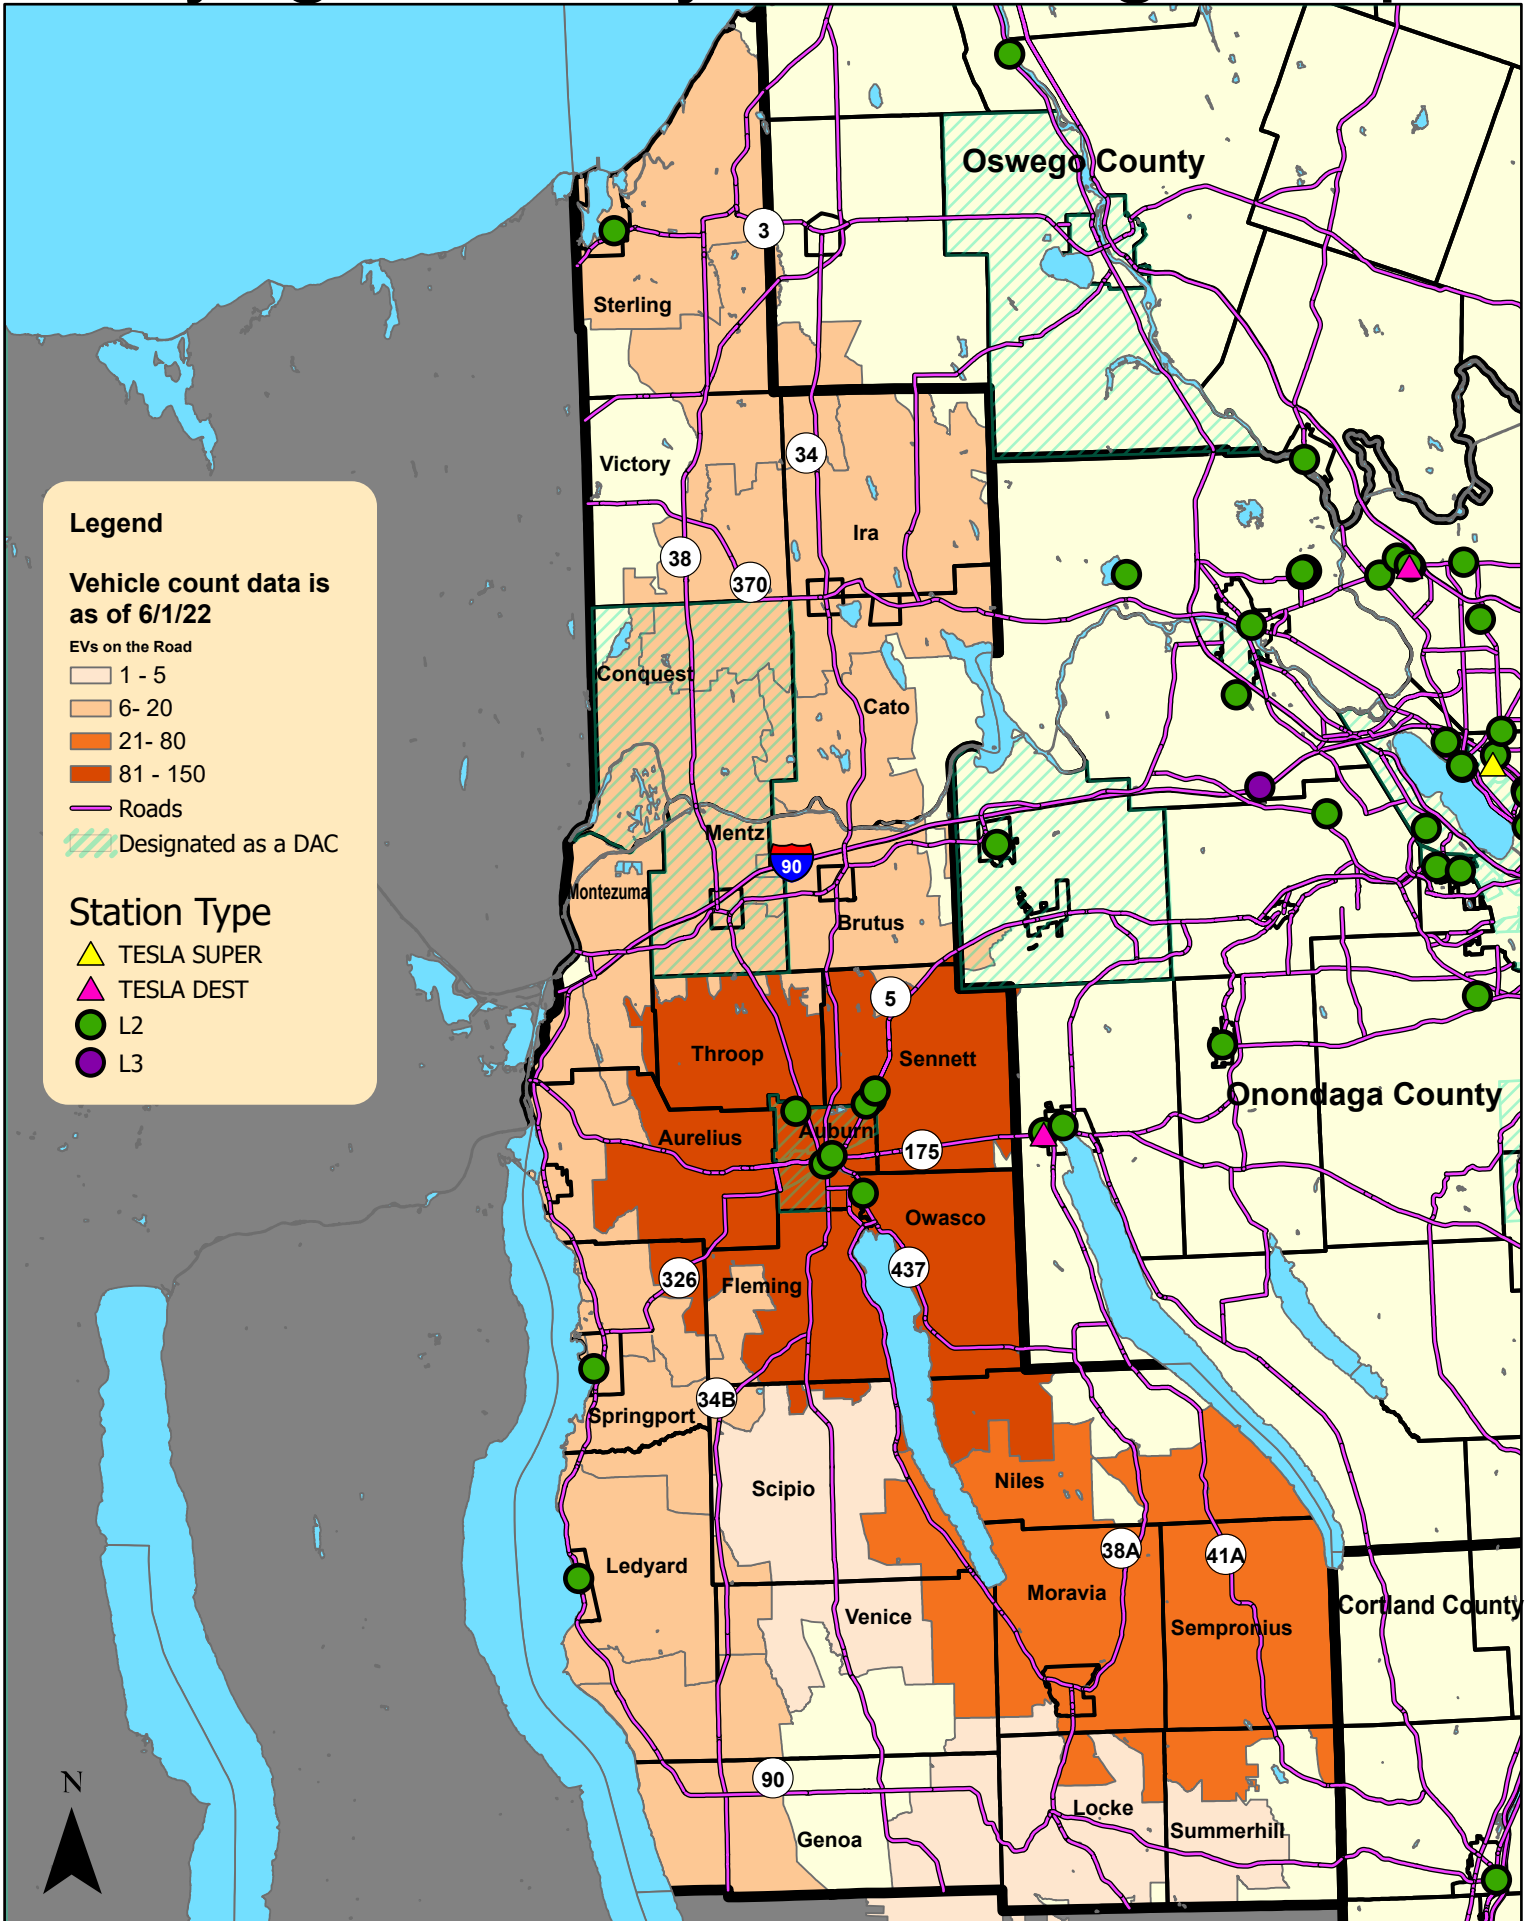 Oswego County
3
Sterling
Victory
34
Ira
38
370
Legend
Vehicle count data is
as of 6/1/22
EVs on the Road
1 - 5
6- 20
21- 80
81 - 150
Roads
Designated as a DAC
Station Type
TESLA SUPER
TESLA DEST
L2
L3
Conquest
Cato
Mentz
90
Montezuma
Brutus
5
Throop
Sennett
Onondaga County
Aurelius
Auburn
175
Owasco
326
437
Fleming
34B
Springport
Scipio
Niles
38A
41A
Ledyard
Moravia
Cortland County
Venice
Sempronius
N
90
Locke
Genoa
Summerhill